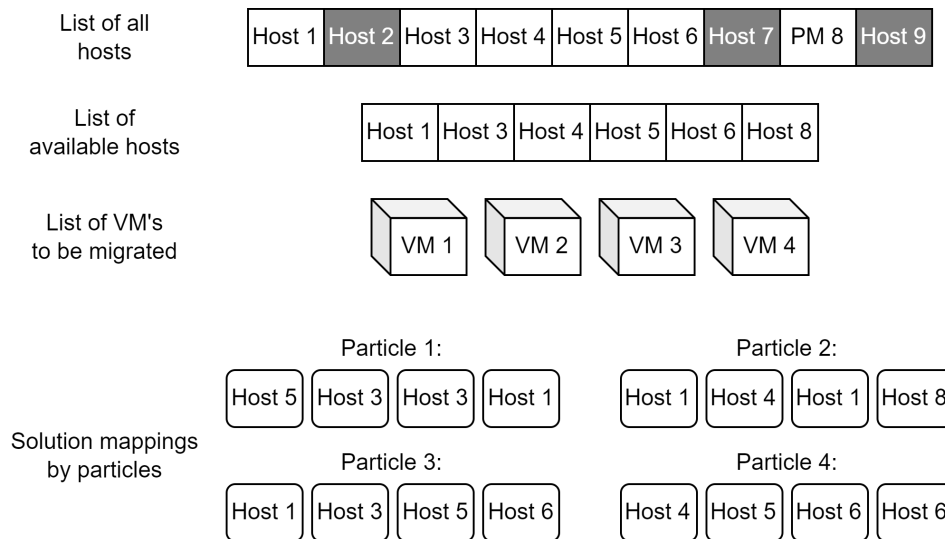 List of all
hosts
Host 1 Host 2 Host 3 Host 4 Host 5 Host 6 Host 7 PM 8 Host 9
List of
available hosts
Host 1 Host 3 Host 4 Host 5 Host 6 Host 8
List of VM's
to be migrated
VM 1 VM 2 VM 3 VM 4
Particle 1: Particle 2:
Host 5 Host 3 Host 3 Host 1 Host 1 Host 4 Host 1 Host 8
Solution mappings
by particles
Particle 3: Particle 4:
Host 1 Host 3 Host 5 Host 6 Host 4 Host 5 Host 6 Host 6